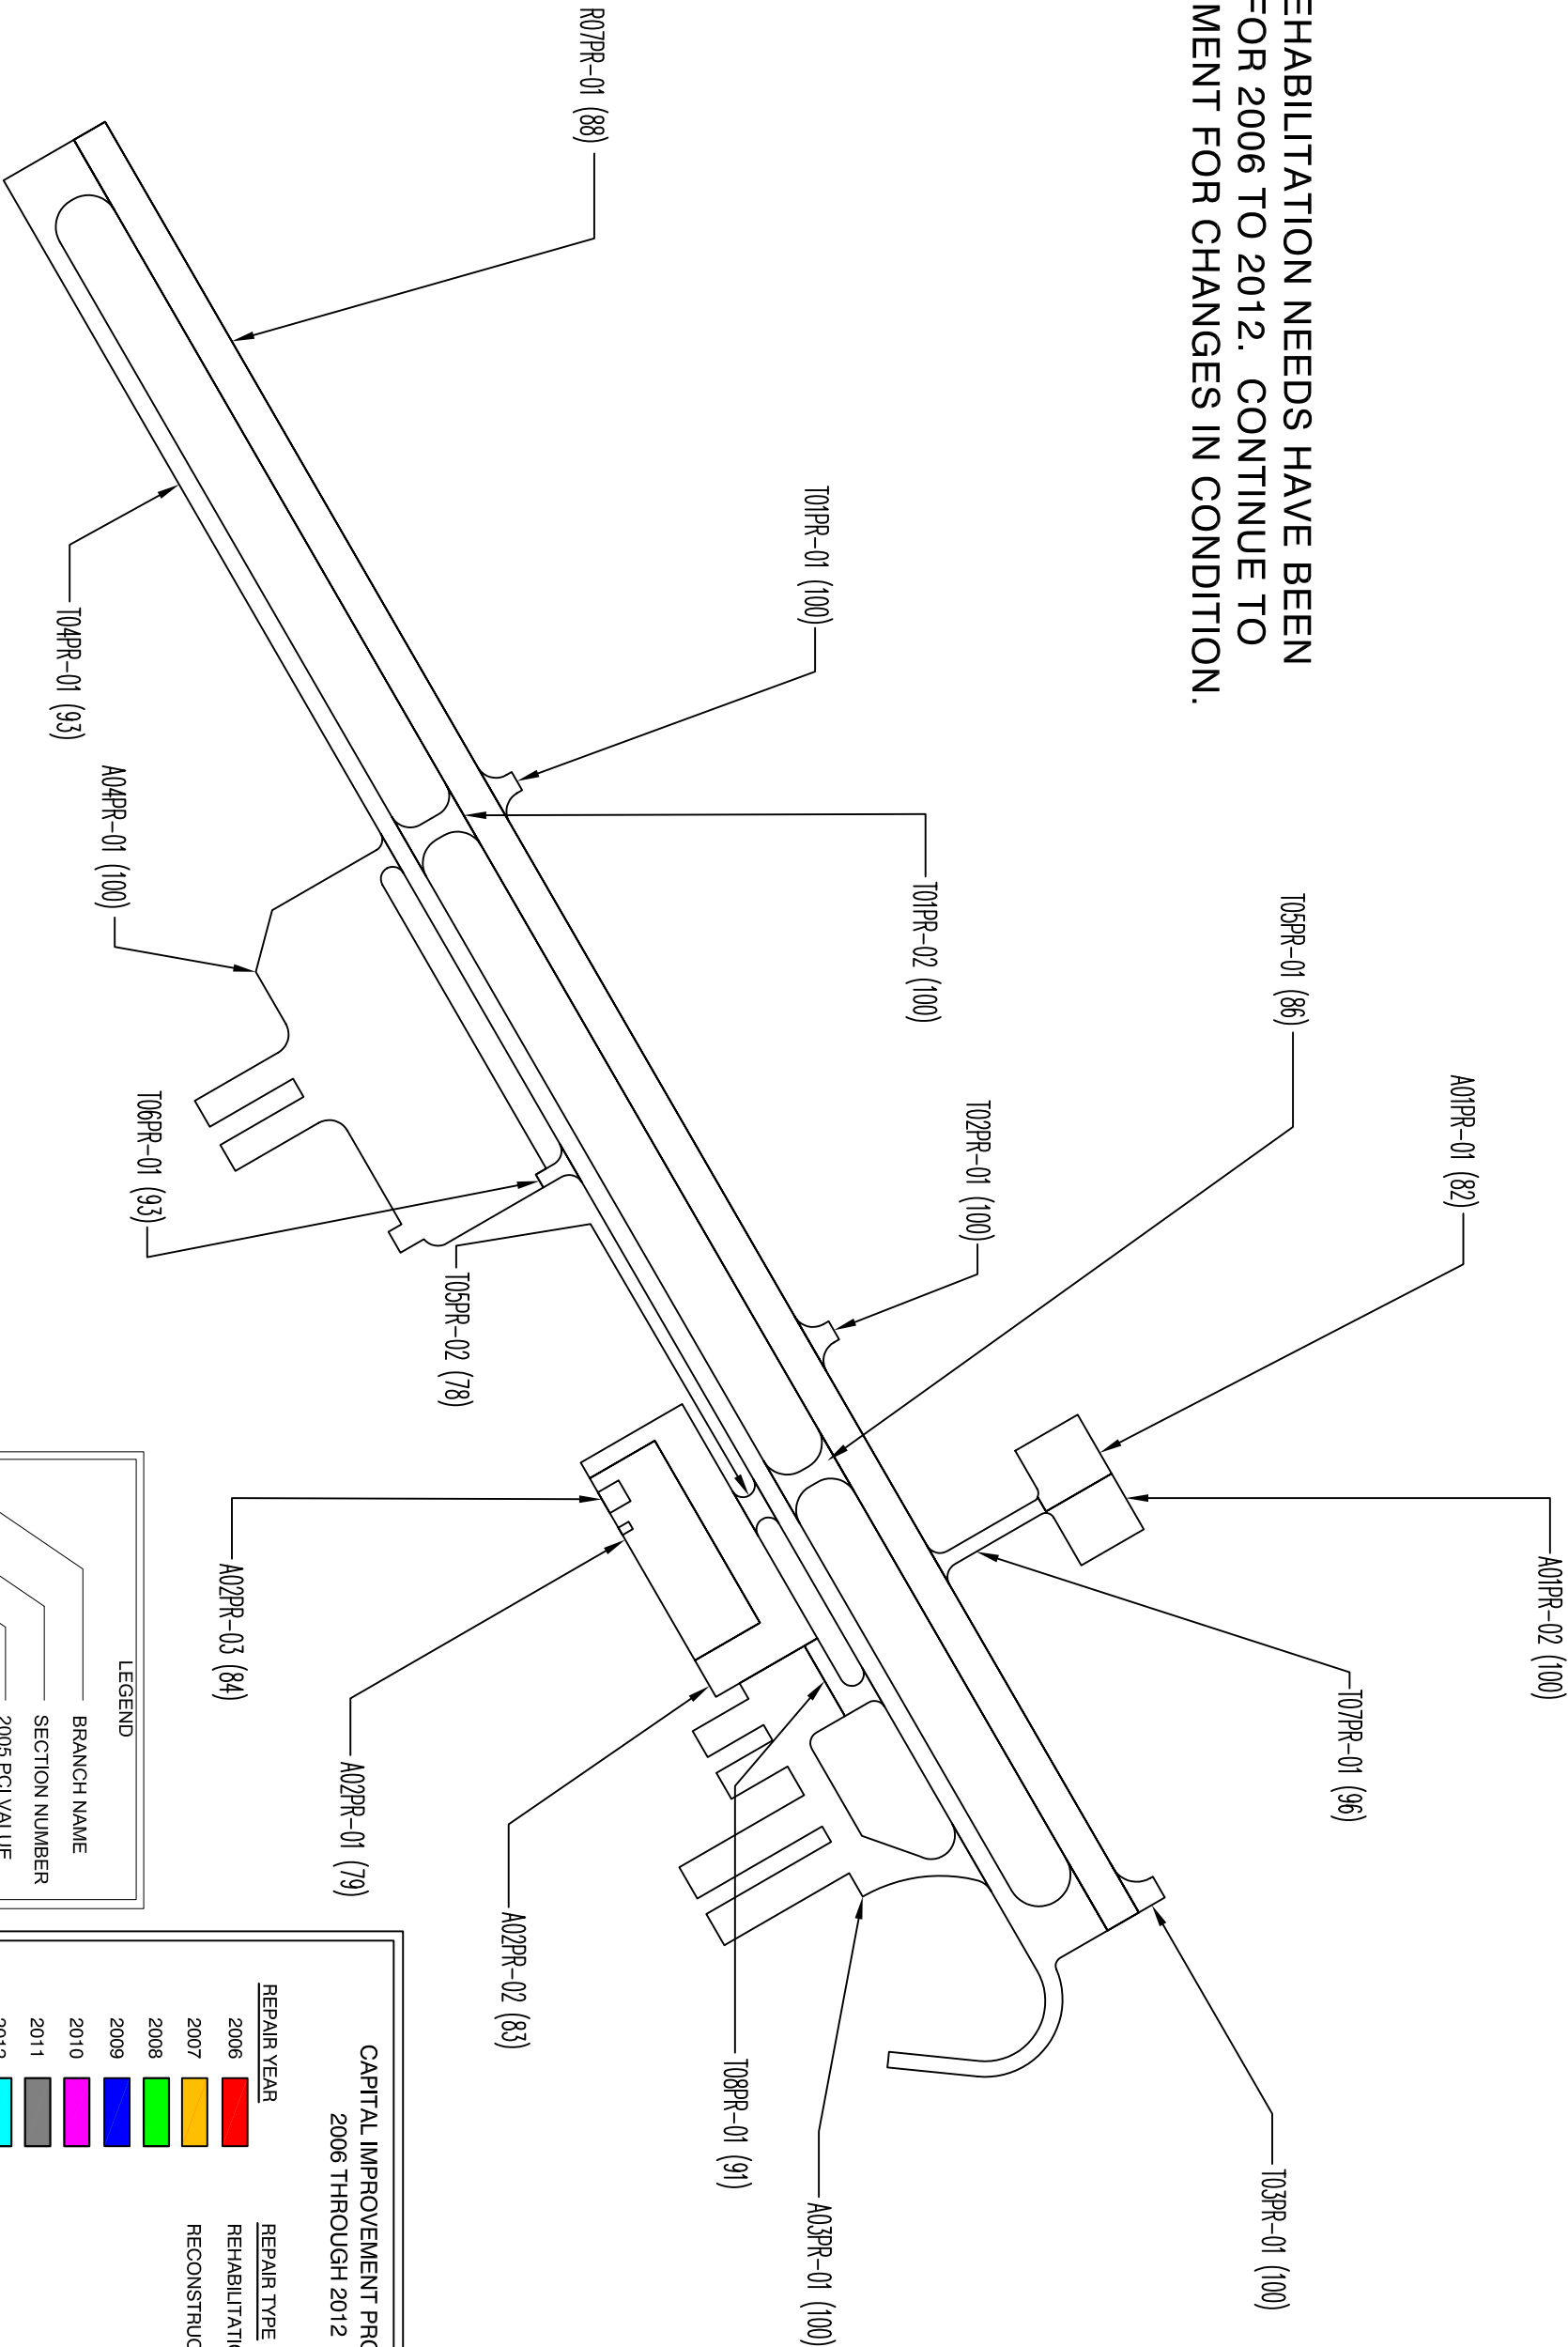 EHABILITATION NEEDS HAVE BEEN
FOR 2006 TO 2012. CONTINUE TO
MENT FOR CHANGES IN CONDITION.
A01PR-02 (100)
A01PR-01 (82)
T07PR-01 (96)
T05PR-01 (86)
T03PR-01 (100)
T02PR-01 (100)
T01PR-02 (100)
T01PR-01 (100)
A03PR-01 (100)
T08PR-01 (91)
R07PR-01 (88)
A02PR-02 (83)
T05PR-02 (78)
A02PR-01 (79)
A02PR-03 (84)
T06PR-01 (93)
A04PR-01 (100)
T04PR-01 (93)
LEGEND
BRANCH NAME
SECTION NUMBER
2005 PCI VALUE
CAPITAL IMPROVEMENT PRO
2006 THROUGH 2012
REPAIR YEAR
2006
2007
2008
2009
2010
2011
2012
REPAIR TYPE
REHABILITATIO
RECONSTRUC